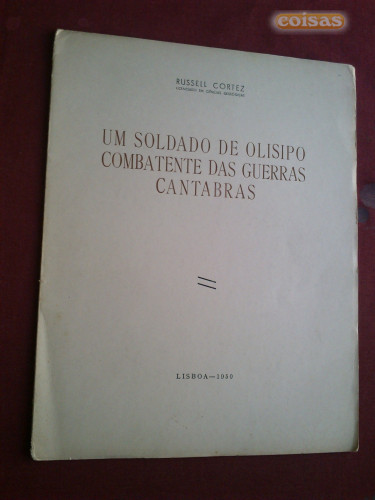 coisas
RUSSELL CORTEZ
UM SOLDADO DE OLISIPO
COMBATENTE DAS GUERRAS
CANTABRAS
LISBOA—1950